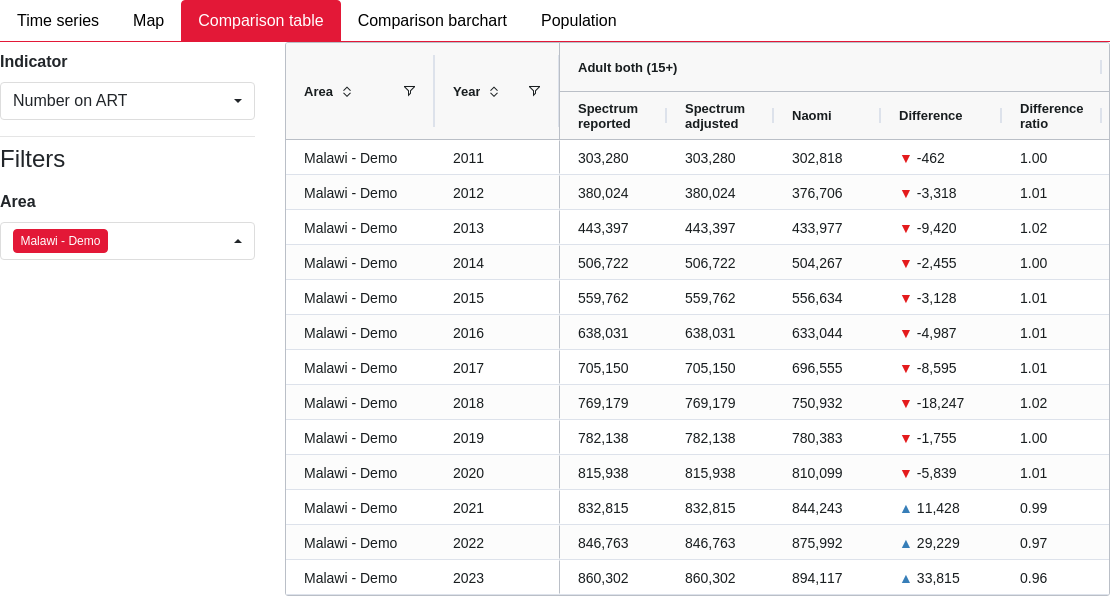 Time series Map Comparison table Comparison barchart Population
Indicator
Number on ART
Filters
Area
Malawi - Demo
Area Year Adult both (15+)
Spectrum reported Spectrum adjusted Naomi Difference Difference ratio
Malawi - Demo 2011 303,280 303,280 302,818 ▼ -462 1.00
Malawi - Demo 2012 380,024 380,024 376,706 ▼ -3,318 1.01
Malawi - Demo 2013 443,397 443,397 433,977 ▼ -9,420 1.02
Malawi - Demo 2014 506,722 506,722 504,267 ▼ -2,455 1.00
Malawi - Demo 2015 559,762 559,762 556,634 ▼ -3,128 1.01
Malawi - Demo 2016 638,031 638,031 633,044 ▼ -4,987 1.01
Malawi - Demo 2017 705,150 705,150 696,555 ▼ -8,595 1.01
Malawi - Demo 2018 769,179 769,179 750,932 ▼ -18,247 1.02
Malawi - Demo 2019 782,138 782,138 780,383 ▼ -1,755 1.00
Malawi - Demo 2020 815,938 815,938 810,099 ▼ -5,839 1.01
Malawi - Demo 2021 832,815 832,815 844,243 ▲ 11,428 0.99
Malawi - Demo 2022 846,763 846,763 875,992 ▲ 29,229 0.97
Malawi - Demo 2023 860,302 860,302 894,117 ▲ 33,815 0.96